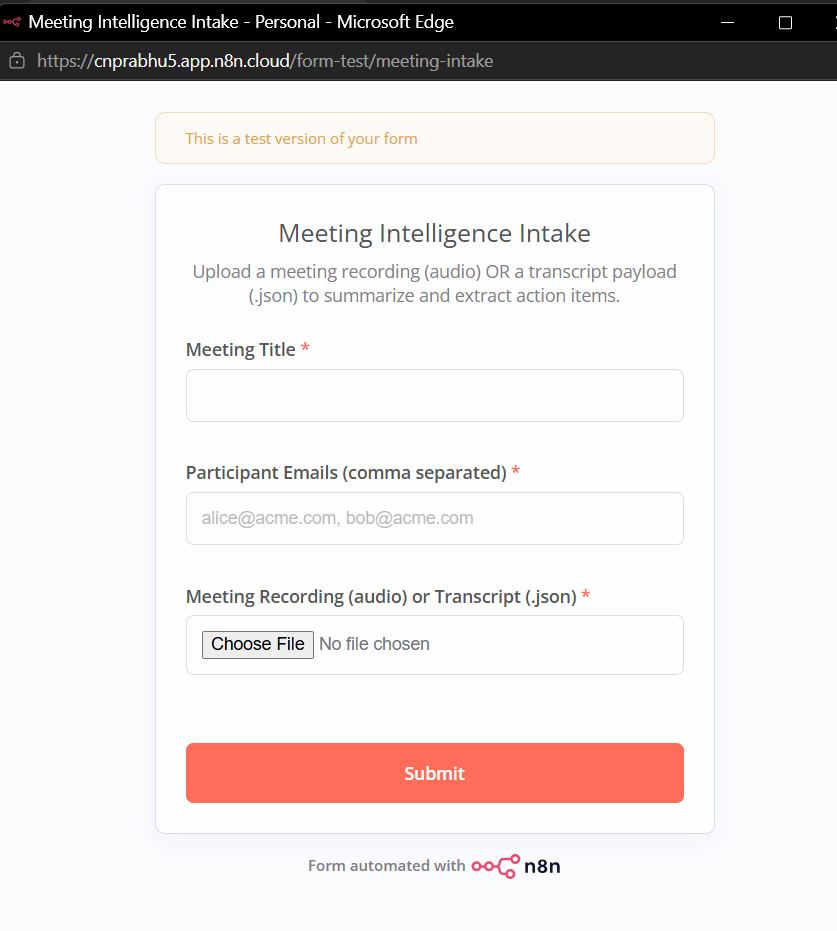 Meeting Intelligence Intake - Personal - Microsoft Edge
https://cnprabhu5.app.n8n.cloud/form-test/meeting-intake
This is a test version of your form
Meeting Intelligence Intake
Upload a meeting recording (audio) OR a transcript payload
(.json) to summarize and extract action items.
Meeting Title *
Participant Emails (comma separated) *
alice@acme.com, bob@acme.com
Meeting Recording (audio) or Transcript (.json) *
Choose File No file chosen
Submit
Form automated with n8n